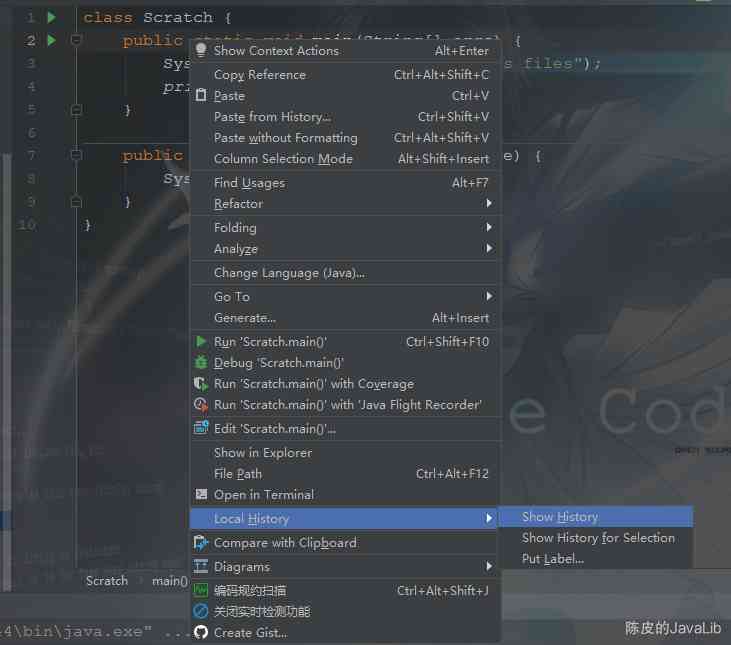 1 class Scratch {
2 public static void main(String[] args) {
3 Sys s files");
4 pri
5 }
6
7 public e) {
8 Sys
9 }
10 }
Show Context Actions Alt+Enter
Copy Reference Ctrl+Alt+Shift+C
Paste Ctrl+V
Paste from History... Ctrl+Shift+V
Paste without Formatting Ctrl+Alt+Shift+V
Column Selection Mode Alt+Shift+Insert
Find Usages Alt+F7
Refactor
Folding
Analyze
Change Language (Java)...
Go To
Generate... Alt+Insert
Run 'Scratch.main()' Ctrl+Shift+F10
Debug 'Scratch.main()'
Run 'Scratch.main()' with Coverage
Run 'Scratch.main()' with 'Java Flight Recorder'
Edit 'Scratch.main()'...
Show in Explorer
File Path Ctrl+Alt+F12
Open in Terminal
Local History
Show History
Show History for Selection
Put Label...
Compare with Clipboard
Diagrams
编码规约扫描 Ctrl+Alt+Shift+J
关闭实时检测功能
Create Gist...
e Cod
Scratch main()
4\bin\java.exe" ...
陈皮的JavaLib